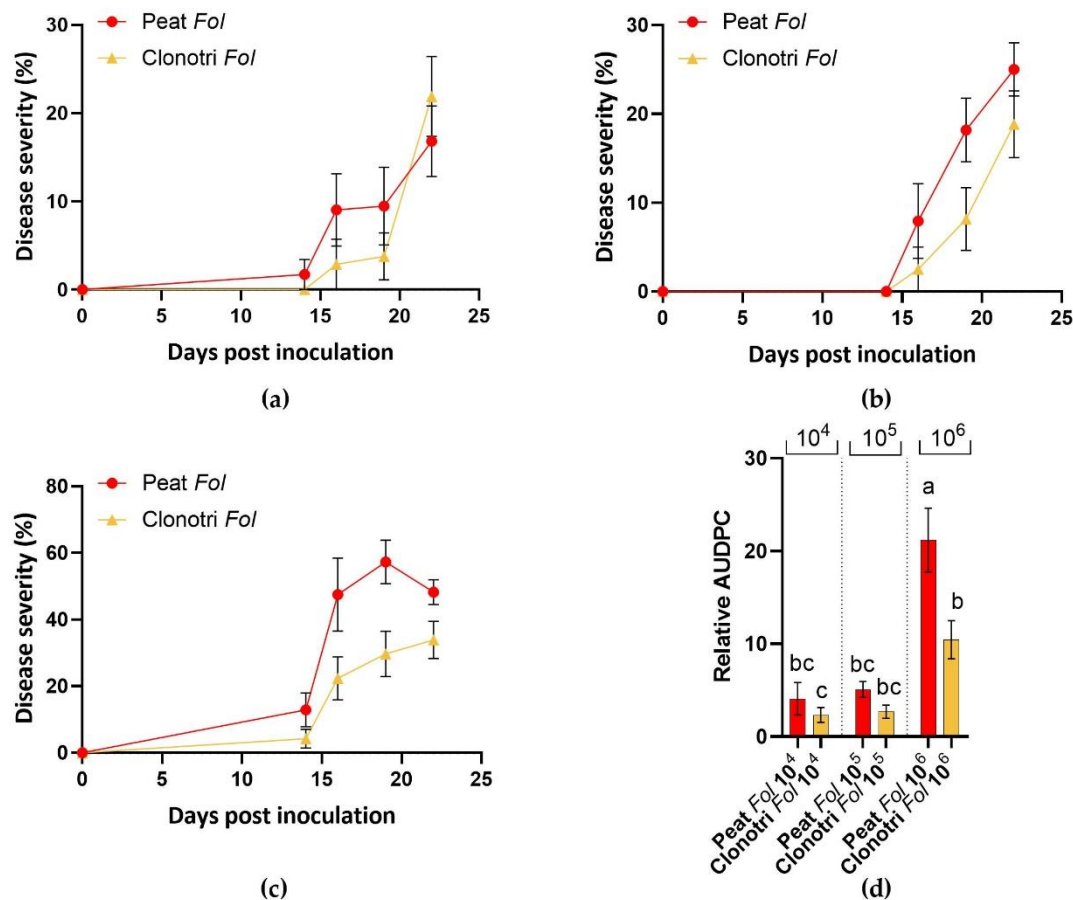 Peat Fol
Clonotri Fol
Disease severity (%)
30
20
10
0
0 5 10 15 20 25
Days post inoculation
(a)
Peat Fol
Clonotri Fol
Disease severity (%)
30
20
10
0
0 5 10 15 20 25
Days post inoculation
(b)
Peat Fol
Clonotri Fol
Disease severity (%)
80
60
40
20
0
0 5 10 15 20 25
Days post inoculation
(c)
10⁴ 10⁵ 10⁶
Relative AUDPC
30
20
10
0
bc c bc bc a b
Peat Fol 10⁴
Clonotri Fol 10⁴
Peat Fol 10⁵
Clonotri Fol 10⁵
Peat Fol 10⁶
Clonotri Fol 10⁶
(d)